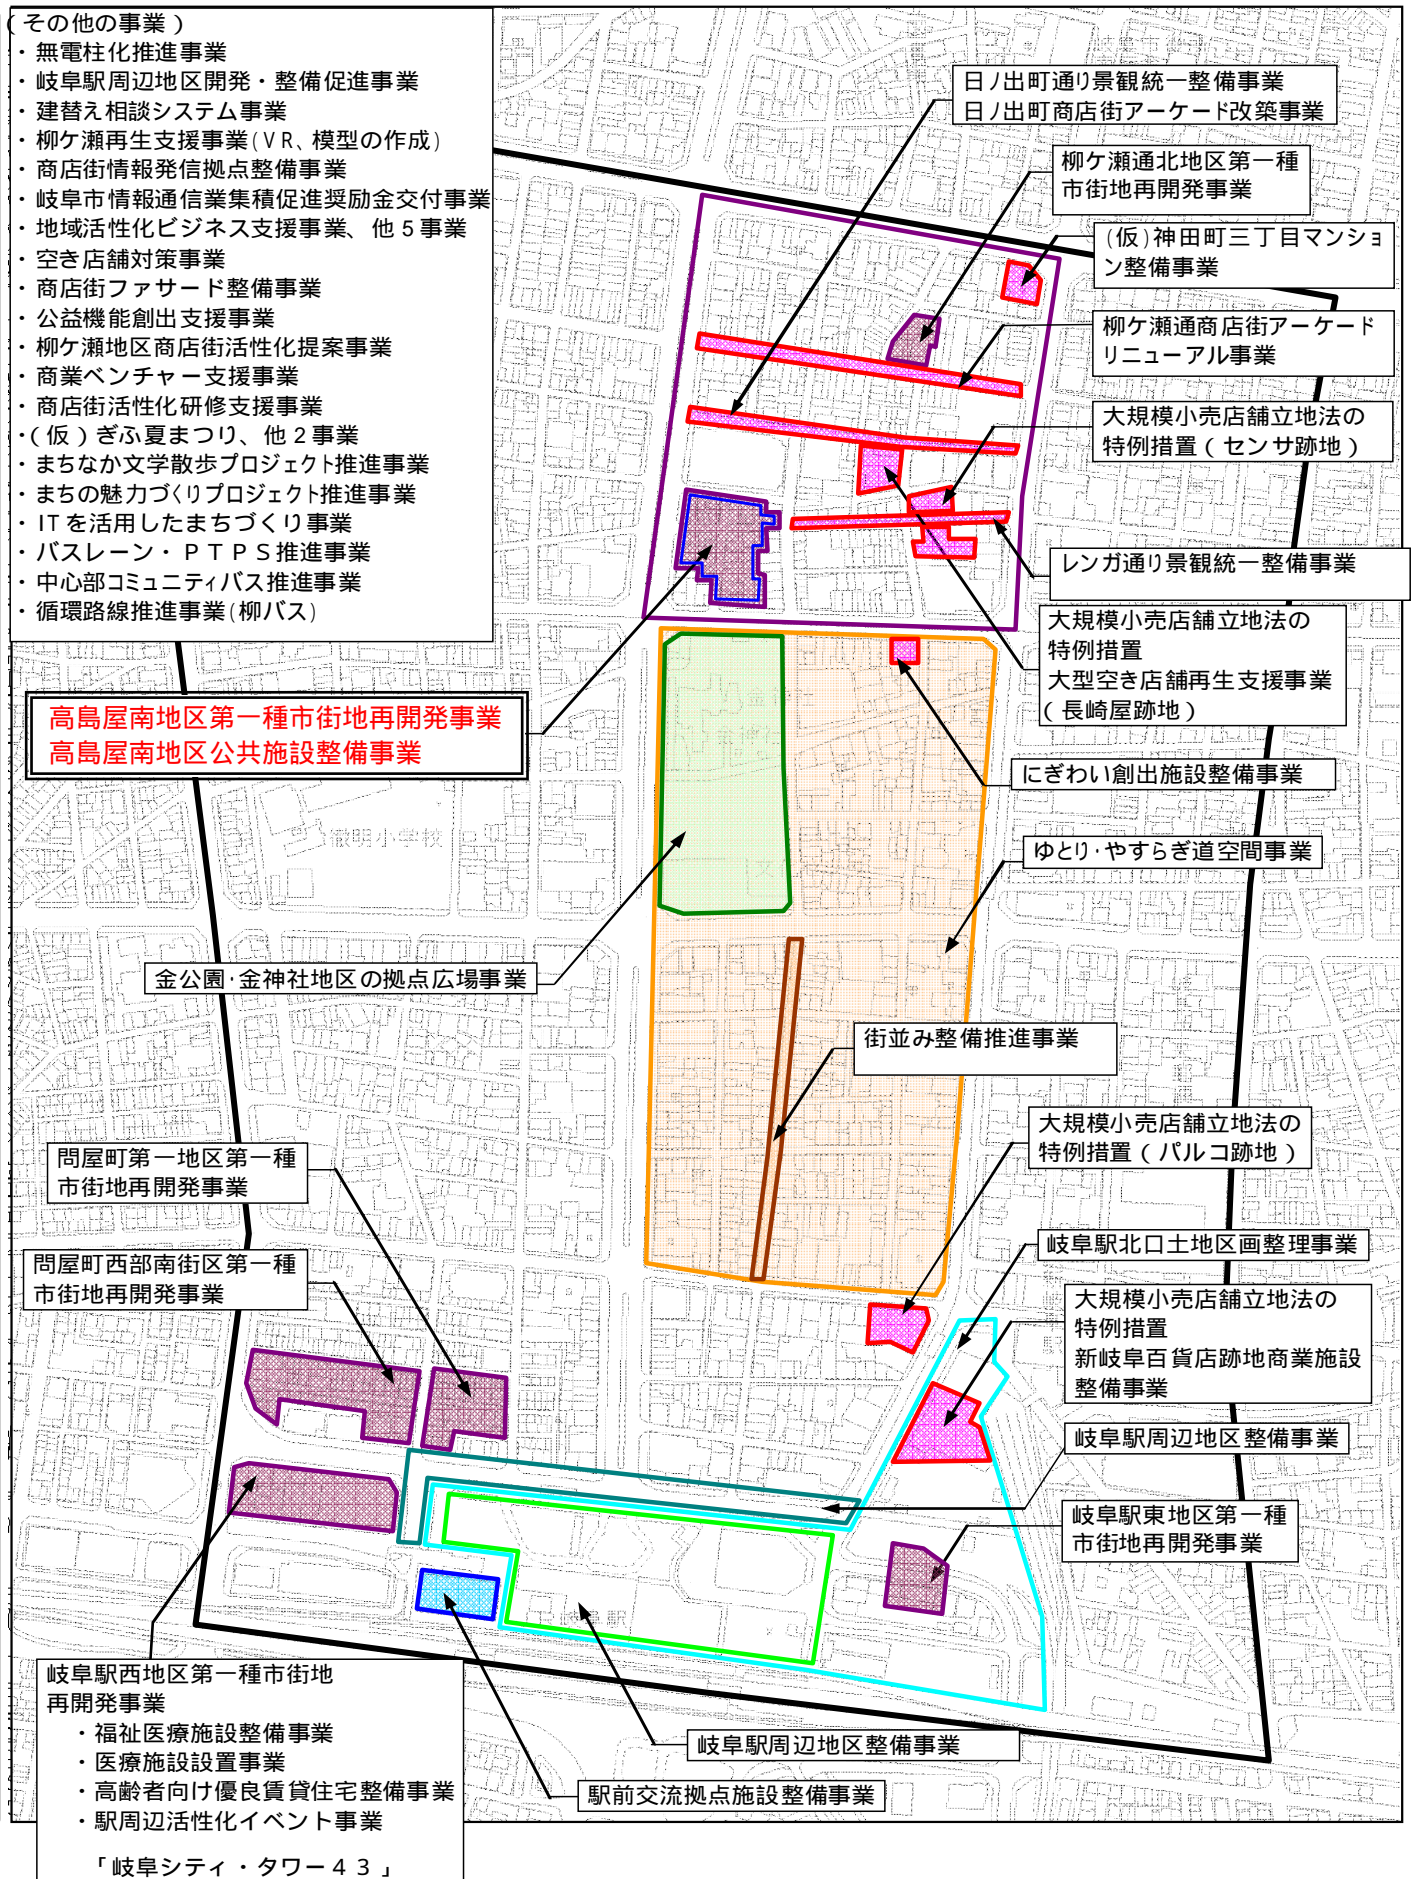 (その他の事業)
・無電柱化推進事業
・岐阜駅周辺地区開発・整備促進事業
・建替え相談システム事業
・柳ケ瀬再生支援事業(VR、模型の作成)
・商店街情報発信拠点整備事業
・岐阜市情報通信業集積促進奨励金交付事業
・地域活性化ビジネス支援事業、他5事業
・空き店舗対策事業
・商店街ファサード整備事業
・公益機能創出支援事業
・柳ケ瀬地区商店街活性化提案事業
・商業ベンチャー支援事業
・商店街活性化研修支援事業
・(仮)ぎふ夏まつり、他2事業
・まちなか文学散歩プロジェクト推進事業
・まちの魅力づくりプロジェクト推進事業
・ITを活用したまちづくり事業
・バスレーン・PTPS推進事業
・中心部コミュニティバス推進事業
・循環路線推進事業(柳バス)
日ノ出町通り景観統一整備事業
日ノ出町商店街アーケード改築事業
柳ケ瀬通北地区第一種
市街地再開発事業
(仮)神田町三丁目マンショ
ン整備事業
柳ケ瀬通商店街アーケード
リニューアル事業
大規模小売店舗立地法の
特例措置(センサ跡地)
レンガ通り景観統一整備事業
大規模小売店舗立地法の
特例措置
大型空き店舗再生支援事業
(長崎屋跡地)
高島屋南地区第一種市街地再開発事業
高島屋南地区公共施設整備事業
にぎわい創出施設整備事業
徹明小学校
ゆとり・やすらぎ道空間事業
金公園・金神社地区の拠点広場事業
街並み整備推進事業
大規模小売店舗立地法の
特例措置(パルコ跡地)
問屋町第一地区第一種
市街地再開発事業
岐阜駅北口土地区画整理事業
問屋町西部南街区第一種
市街地再開発事業
大規模小売店舗立地法の
特例措置
新岐阜百貨店跡地商業施設
整備事業
岐阜駅周辺地区整備事業
岐阜駅東地区第一種
市街地再開発事業
岐阜駅西地区第一種市街地
再開発事業
・福祉医療施設整備事業
・医療施設設置事業
・高齢者向け優良賃貸住宅整備事業
・駅周辺活性化イベント事業
「岐阜シティ・タワー43」
岐阜駅周辺地区整備事業
駅前交流拠点施設整備事業